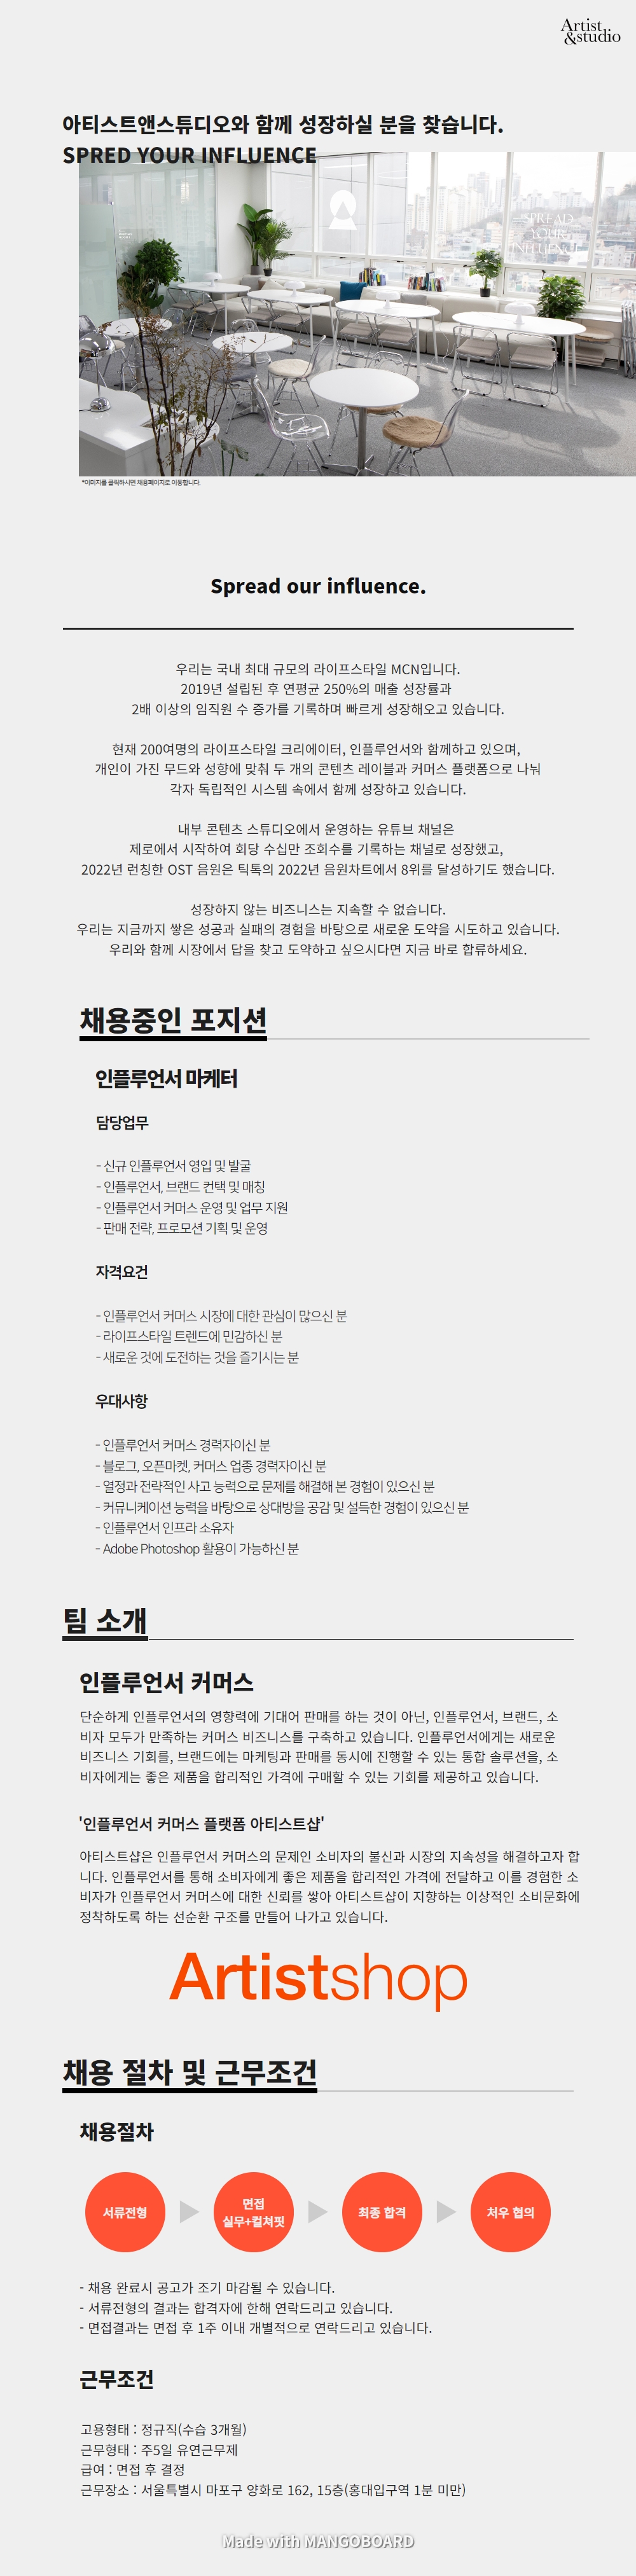 Artist
&studio
아티스트앤스튜디오와 함께 성장하실 분을 찾습니다.
SPRED YOUR INFLUENCE
SPREAD
YOUR
INFLUENCE
*이미지를 클릭하시면 채용페이지로 이동합니다.
Spread our influence.
우리는 국내 최대 규모의 라이프스타일 MCN입니다.
2019년 설립된 후 연평균 250%의 매출 성장률과
2배 이상의 임직원 수 증가를 기록하며 빠르게 성장해오고 있습니다.
현재 200여명의 라이프스타일 크리에이터, 인플루언서와 함께하고 있으며,
개인이 가진 무드와 성향에 맞춰 두 개의 콘텐츠 레이블과 커머스 플랫폼으로 나눠
각자 독립적인 시스템 속에서 함께 성장하고 있습니다.
내부 콘텐츠 스튜디오에서 운영하는 유튜브 채널은
제로에서 시작하여 회당 수십만 조회수를 기록하는 채널로 성장했고,
2022년 런칭한 OST 음원은 틱톡의 2022년 음원차트에서 8위를 달성하기도 했습니다.
성장하지 않는 비즈니스는 지속할 수 없습니다.
우리는 지금까지 쌓은 성공과 실패의 경험을 바탕으로 새로운 도약을 시도하고 있습니다.
우리와 함께 시장에서 답을 찾고 도약하고 싶으시다면 지금 바로 합류하세요.
채용중인 포지션
인플루언서 마케터
담당업무
- 신규 인플루언서 영입 및 발굴
- 인플루언서, 브랜드 컨택 및 매칭
- 인플루언서 커머스 운영 및 업무 지원
- 판매 전략, 프로모션 기획 및 운영
자격요건
- 인플루언서 커머스 시장에 대한 관심이 많으신 분
- 라이프스타일 트렌드에 민감하신 분
- 새로운 것에 도전하는 것을 즐기시는 분
우대사항
- 인플루언서 커머스 경력자이신 분
- 블로그, 오픈마켓, 커머스 업종 경력자이신 분
- 열정과 전략적인 사고 능력으로 문제를 해결해 본 경험이 있으신 분
- 커뮤니케이션 능력을 바탕으로 상대방을 공감 및 설득한 경험이 있으신 분
- 인플루언서 인프라 소유자
- Adobe Photoshop 활용이 가능하신 분
팀 소개
인플루언서 커머스
단순하게 인플루언서의 영향력에 기대어 판매를 하는 것이 아닌, 인플루언서, 브랜드, 소
비자 모두가 만족하는 커머스 비즈니스를 구축하고 있습니다. 인플루언서에게는 새로운
비즈니스 기회를, 브랜드에는 마케팅과 판매를 동시에 진행할 수 있는 통합 솔루션을, 소
비자에게는 좋은 제품을 합리적인 가격에 구매할 수 있는 기회를 제공하고 있습니다.
'인플루언서 커머스 플랫폼 아티스트샵'
아티스트샵은 인플루언서 커머스의 문제인 소비자의 불신과 시장의 지속성을 해결하고자 합
니다. 인플루언서를 통해 소비자에게 좋은 제품을 합리적인 가격에 전달하고 이를 경험한 소
비자가 인플루언서 커머스에 대한 신뢰를 쌓아 아티스트샵이 지향하는 이상적인 소비문화에
정착하도록 하는 선순환 구조를 만들어 나가고 있습니다.
Artistshop
채용 절차 및 근무조건
채용절차
서류전형
면접
실무+컬쳐핏
최종 합격
처우 협의
- 채용 완료시 공고가 조기 마감될 수 있습니다.
- 서류전형의 결과는 합격자에 한해 연락드리고 있습니다.
- 면접결과는 면접 후 1주 이내 개별적으로 연락드리고 있습니다.
근무조건
고용형태 : 정규직(수습 3개월)
근무형태 : 주5일 유연근무제
급여 : 면접 후 결정
근무장소 : 서울특별시 마포구 양화로 162, 15층(홍대입구역 1분 미만)
Made with MANGOBOARD